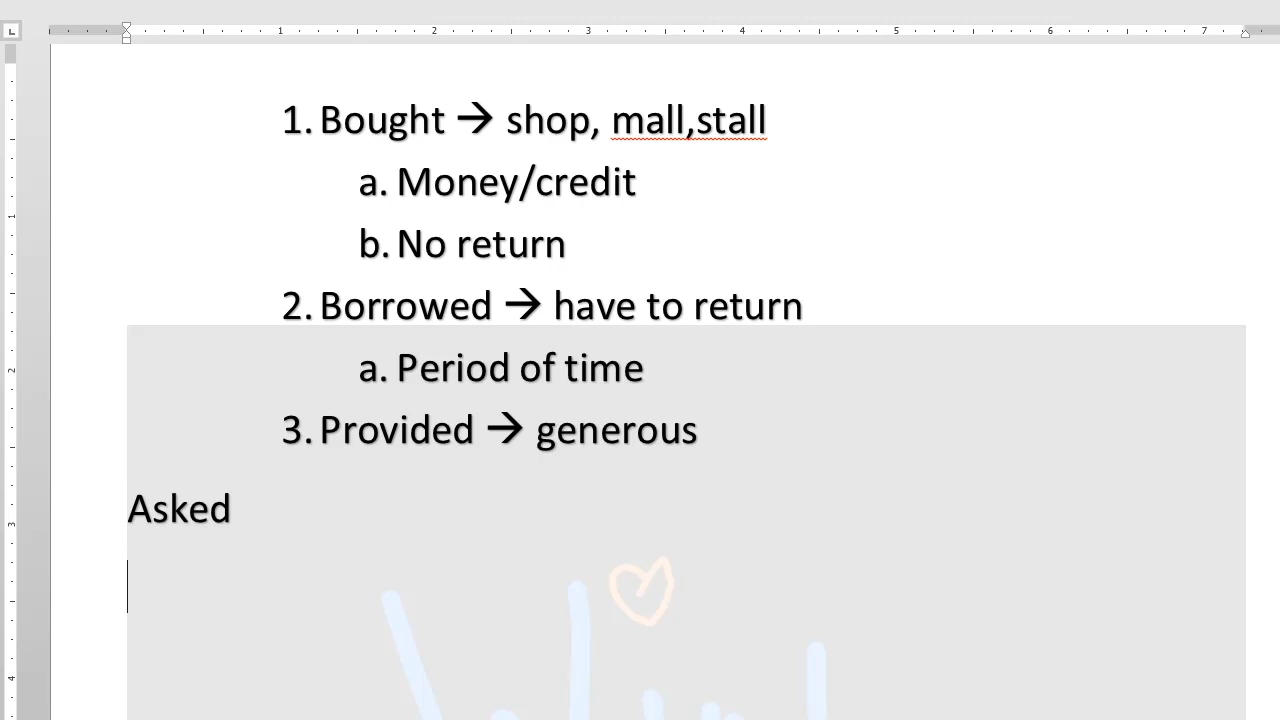 1. Bought → shop, mall,stall
a. Money/credit
b. No return
2. Borrowed → have to return
a. Period of time
3. Provided → generous
Asked